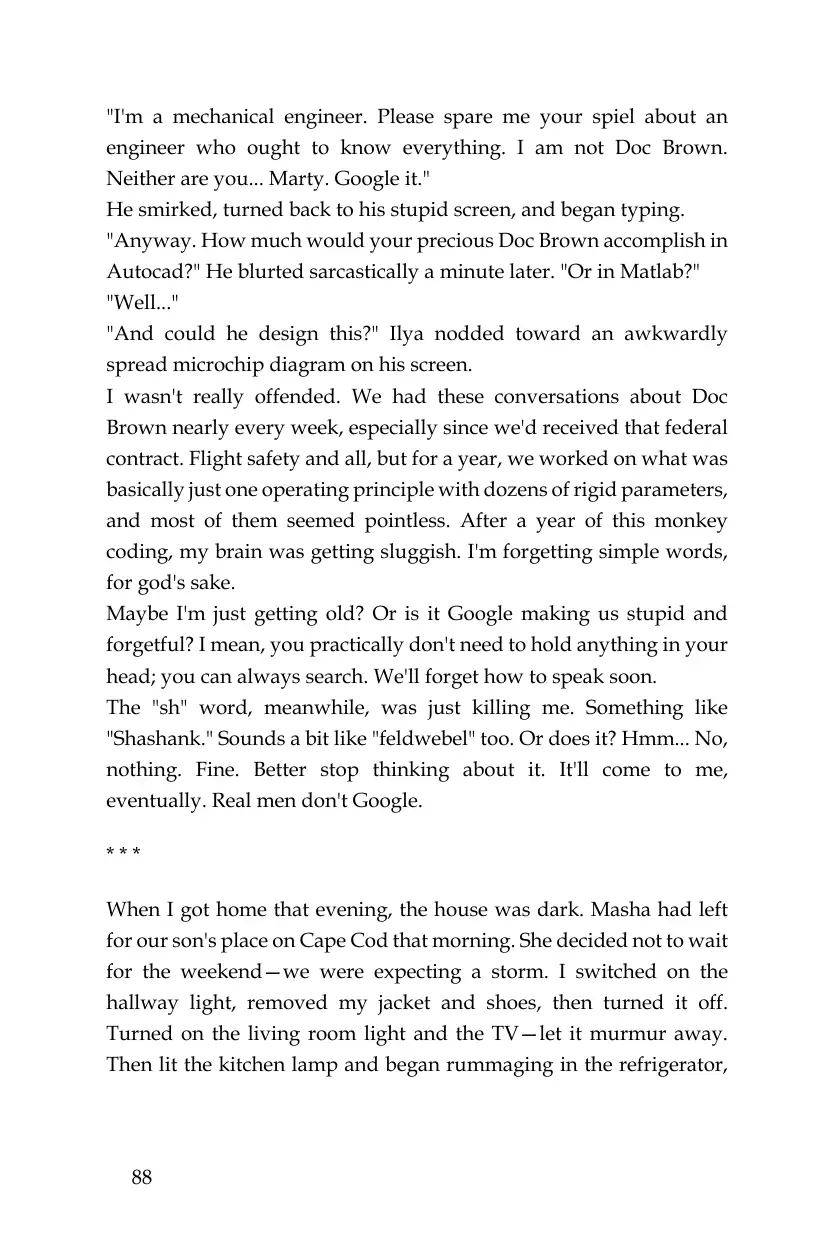 "I'm a mechanical engineer. Please spare me your spiel about an
engineer who ought to know everything. I am not Doc Brown.
Neither are you... Marty. Google it."
He smirked, turned back to his stupid screen, and began typing.
"Anyway. How much would your precious Doc Brown accomplish in
Autocad?" He blurted sarcastically a minute later. "Or in Matlab?"
"Well..."
"And could he design this?" Ilya nodded toward an awkwardly
spread microchip diagram on his screen.
I wasn't really offended. We had these conversations about Doc
Brown nearly every week, especially since we'd received that federal
contract. Flight safety and all, but for a year, we worked on what was
basically just one operating principle with dozens of rigid parameters,
and most of them seemed pointless. After a year of this monkey
coding, my brain was getting sluggish. I'm forgetting simple words,
for god's sake.
Maybe I'm just getting old? Or is it Google making us stupid and
forgetful? I mean, you practically don't need to hold anything in your
head; you can always search. We'll forget how to speak soon.
The "sh" word, meanwhile, was just killing me. Something like
"Shashank." Sounds a bit like "feldwebel" too. Or does it? Hmm... No,
nothing. Fine. Better stop thinking about it. It'll come to me,
eventually. Real men don't Google.
* * *
When I got home that evening, the house was dark. Masha had left
for our son's place on Cape Cod that morning. She decided not to wait
for the weekend—we were expecting a storm. I switched on the
hallway light, removed my jacket and shoes, then turned it off.
Turned on the living room light and the TV—let it murmur away.
Then lit the kitchen lamp and began rummaging in the refrigerator,
88